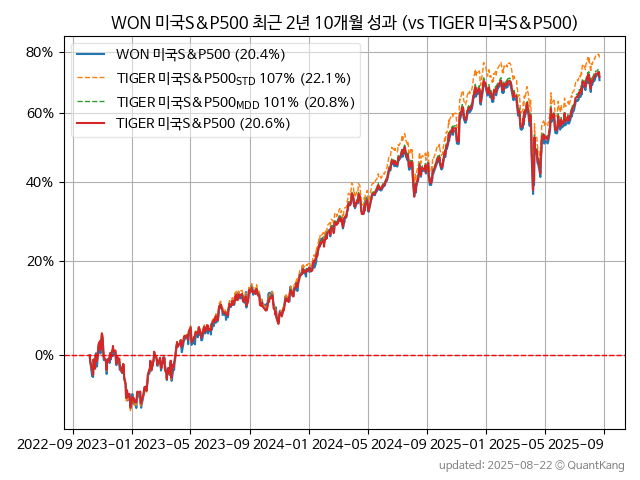 WON 미국S&P500 최근 2년 10개월 성과 (vs TIGER 미국S&P500)
WON 미국S&P500 (20.4%)
TIGER 미국S&P500STD 107% (22.1%)
TIGER 미국S&P500MDD 101% (20.8%)
TIGER 미국S&P500 (20.6%)
80%
60%
40%
20%
0%
2022-09 2023-01 2023-05 2023-09 2024-01 2024-05 2024-09 2025-01 2025-05 2025-09
updated: 2025-08-22 © QuantKang